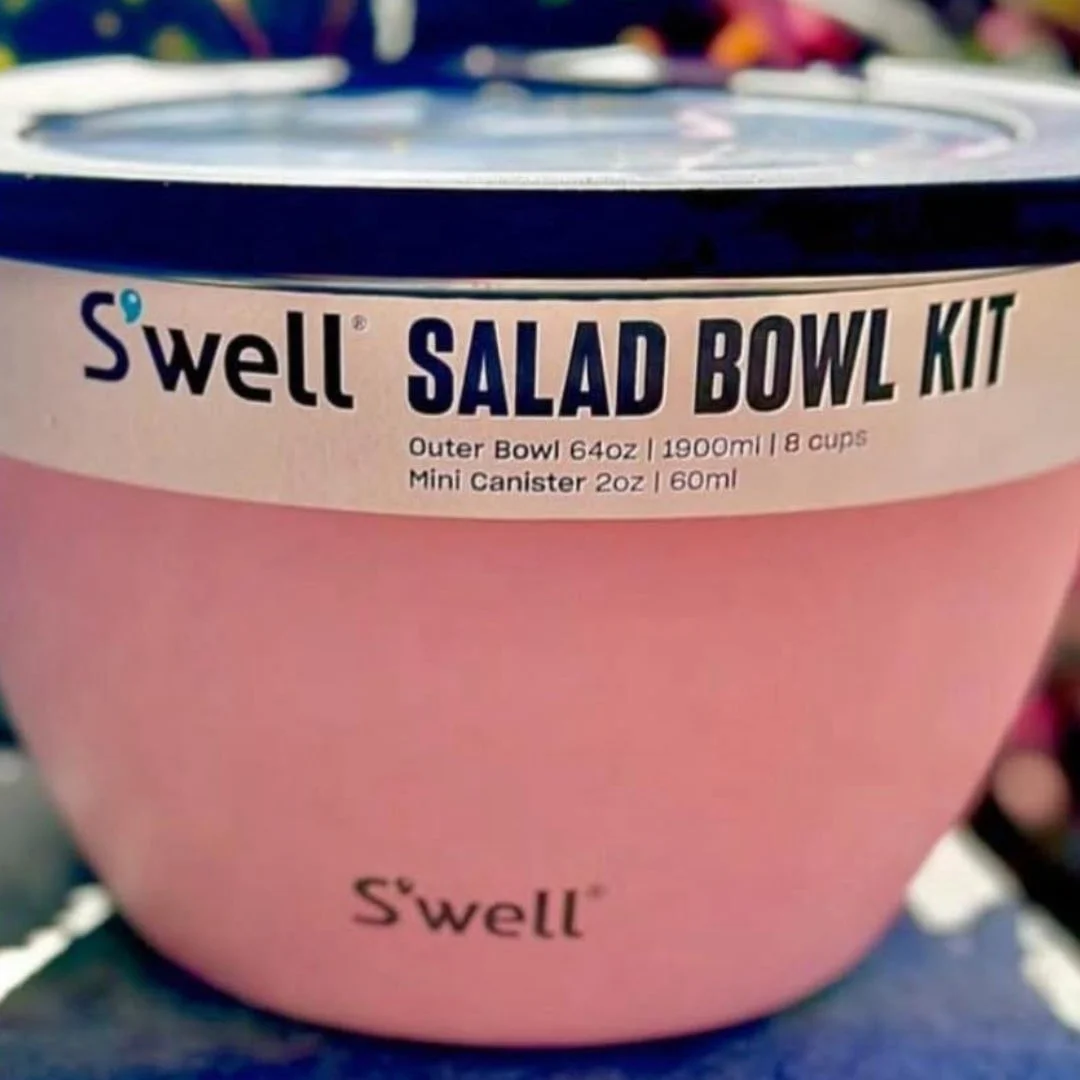 S'well® SALAD BOWL KIT
Outer Bowl 64oz | 1900ml | 8 cups
Mini Canister 2oz | 60ml
S'well®